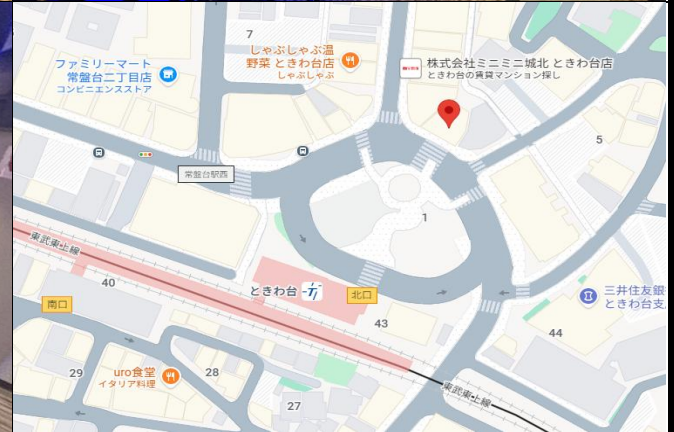 7
しゃぶしゃぶ温
野菜 ときわ台店
しゃぶしゃぶ
ファミリーマート
常盤台二丁目店
コンビニエンスストア
株式会社ミニミニ城北 ときわ台店
ときわ台の賃貸マンション探し
5
常盤台駅西
1
東武東上線
ときわ台
北口
40
南口
43
三井住友銀
ときわ台支
44
uro食堂
イタリア料理
29
28
27
東武東上線